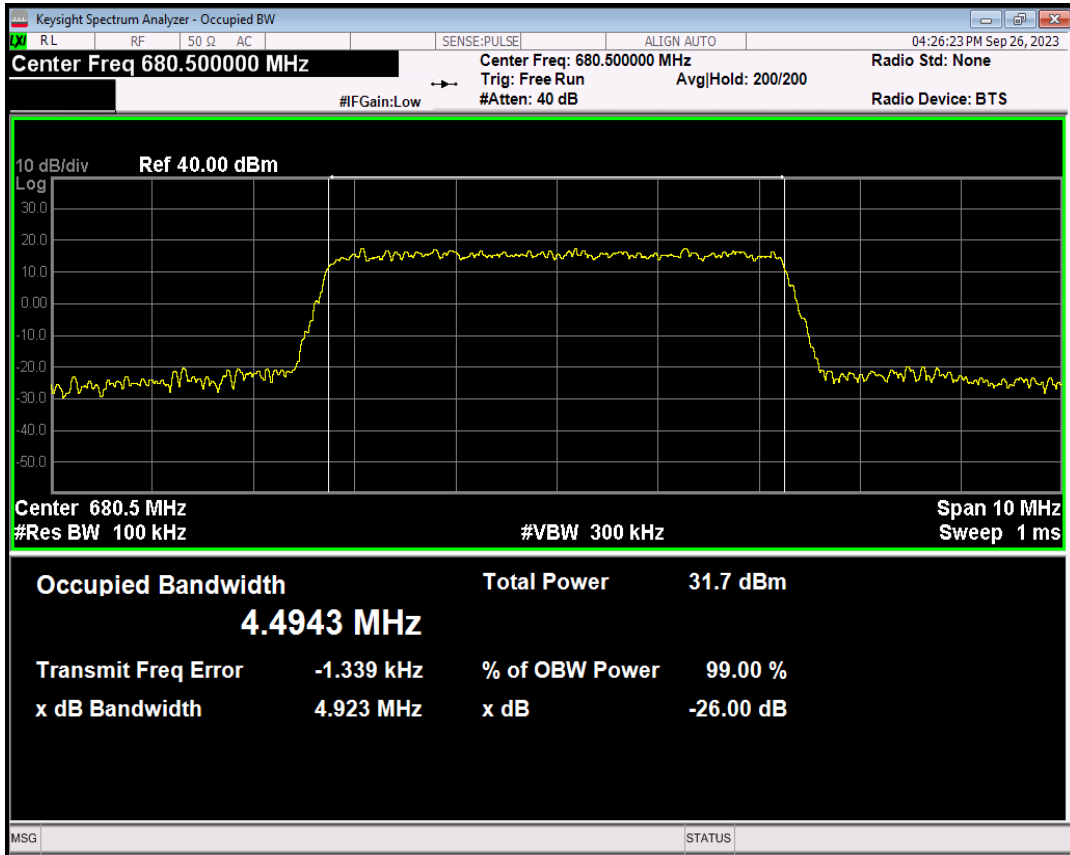 Keysight Spectrum Analyzer - Occupied BW
LXI RL RF 50 Ω AC SENSE:PULSE ALIGN AUTO 04:26:23 PM Sep 26, 2023
Center Freq 680.500000 MHz Center Freq: 680.500000 MHz Radio Std: None
Trig: Free Run Avg|Hold: 200/200
#IFGain:Low #Atten: 40 dB Radio Device: BTS
10 dB/div Ref 40.00 dBm
Log
30.0
20.0
10.0
0.00
-10.0
-20.0
-30.0
-40.0
-50.0
Center 680.5 MHz Span 10 MHz
#Res BW 100 kHz #VBW 300 kHz Sweep 1 ms
Occupied Bandwidth Total Power 31.7 dBm
4.4943 MHz
Transmit Freq Error -1.339 kHz % of OBW Power 99.00 %
x dB Bandwidth 4.923 MHz x dB -26.00 dB
MSG STATUS